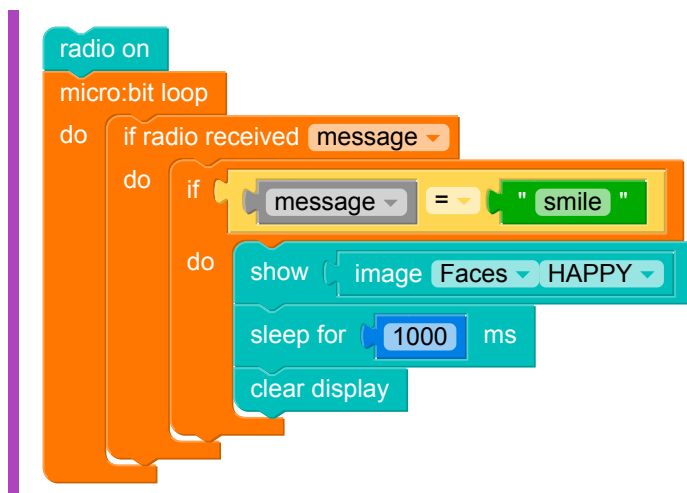 radio on
micro:bit loop
do if radio received message
do if message = " smile "
do show image Faces HAPPY
sleep for 1000 ms
clear display